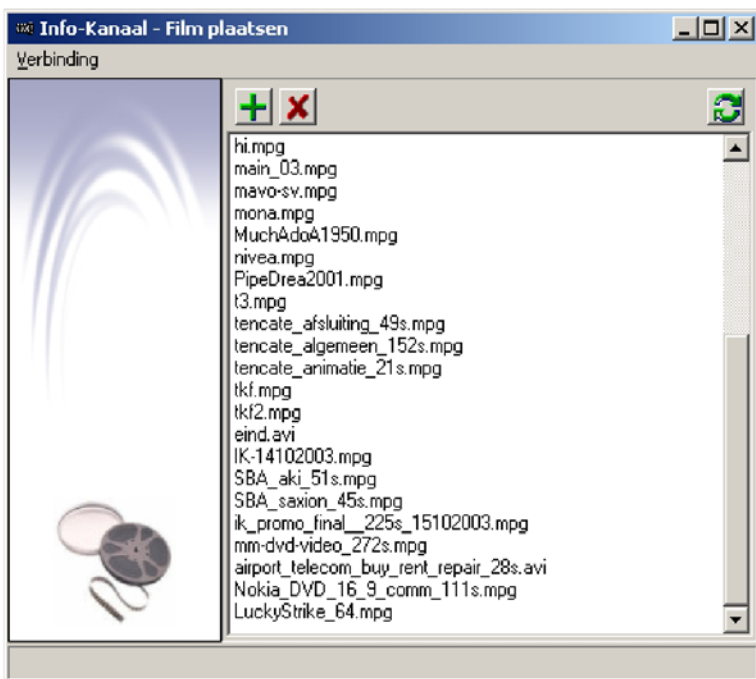 Info-Kanaal - Film plaatsen
Verbinding
hi.mpg
main_03.mpg
mavo-sv.mpg
mona.mpg
MuchAdoA1950.mpg
nivea.mpg
PipeDrea2001.mpg
t3.mpg
tencate_afsluiting_49s.mpg
tencate_algemeen_152s.mpg
tencate_animatie_21s.mpg
tkf.mpg
tkf2.mpg
eind.avi
IK-14102003.mpg
SBA_aki_51s.mpg
SBA_saxion_45s.mpg
ik_promo_final__225s_15102003.mpg
mm-dvd-video_272s.mpg
airport_telecom_buy_rent_repair_28s.avi
Nokia_DVD_16_9_comm_111s.mpg
LuckyStrike_64.mpg